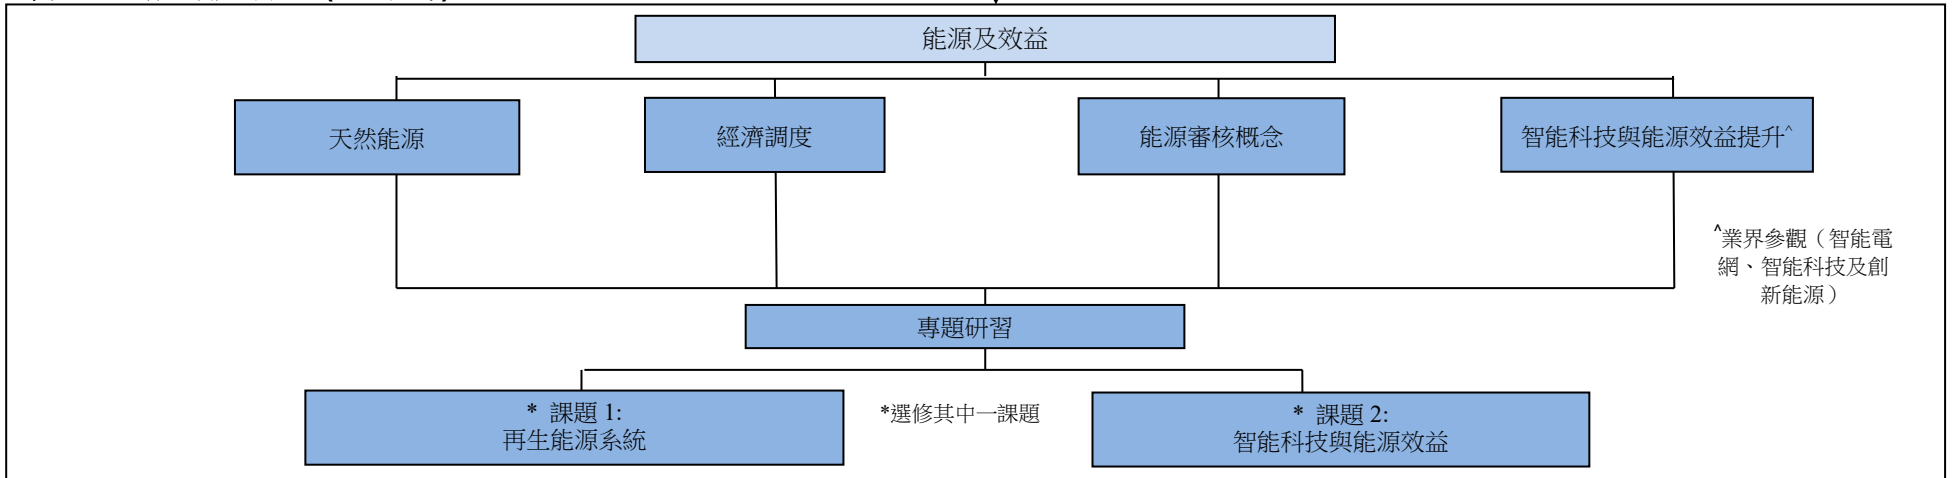 能源及效益
天然能源
經濟調度
能源審核概念
智能科技與能源效益提升^
^業界參觀（智能電
網、智能科技及創
新能源）
專題研習
* 課題 1:
再生能源系統
*選修其中一課題
* 課題 2:
智能科技與能源效益